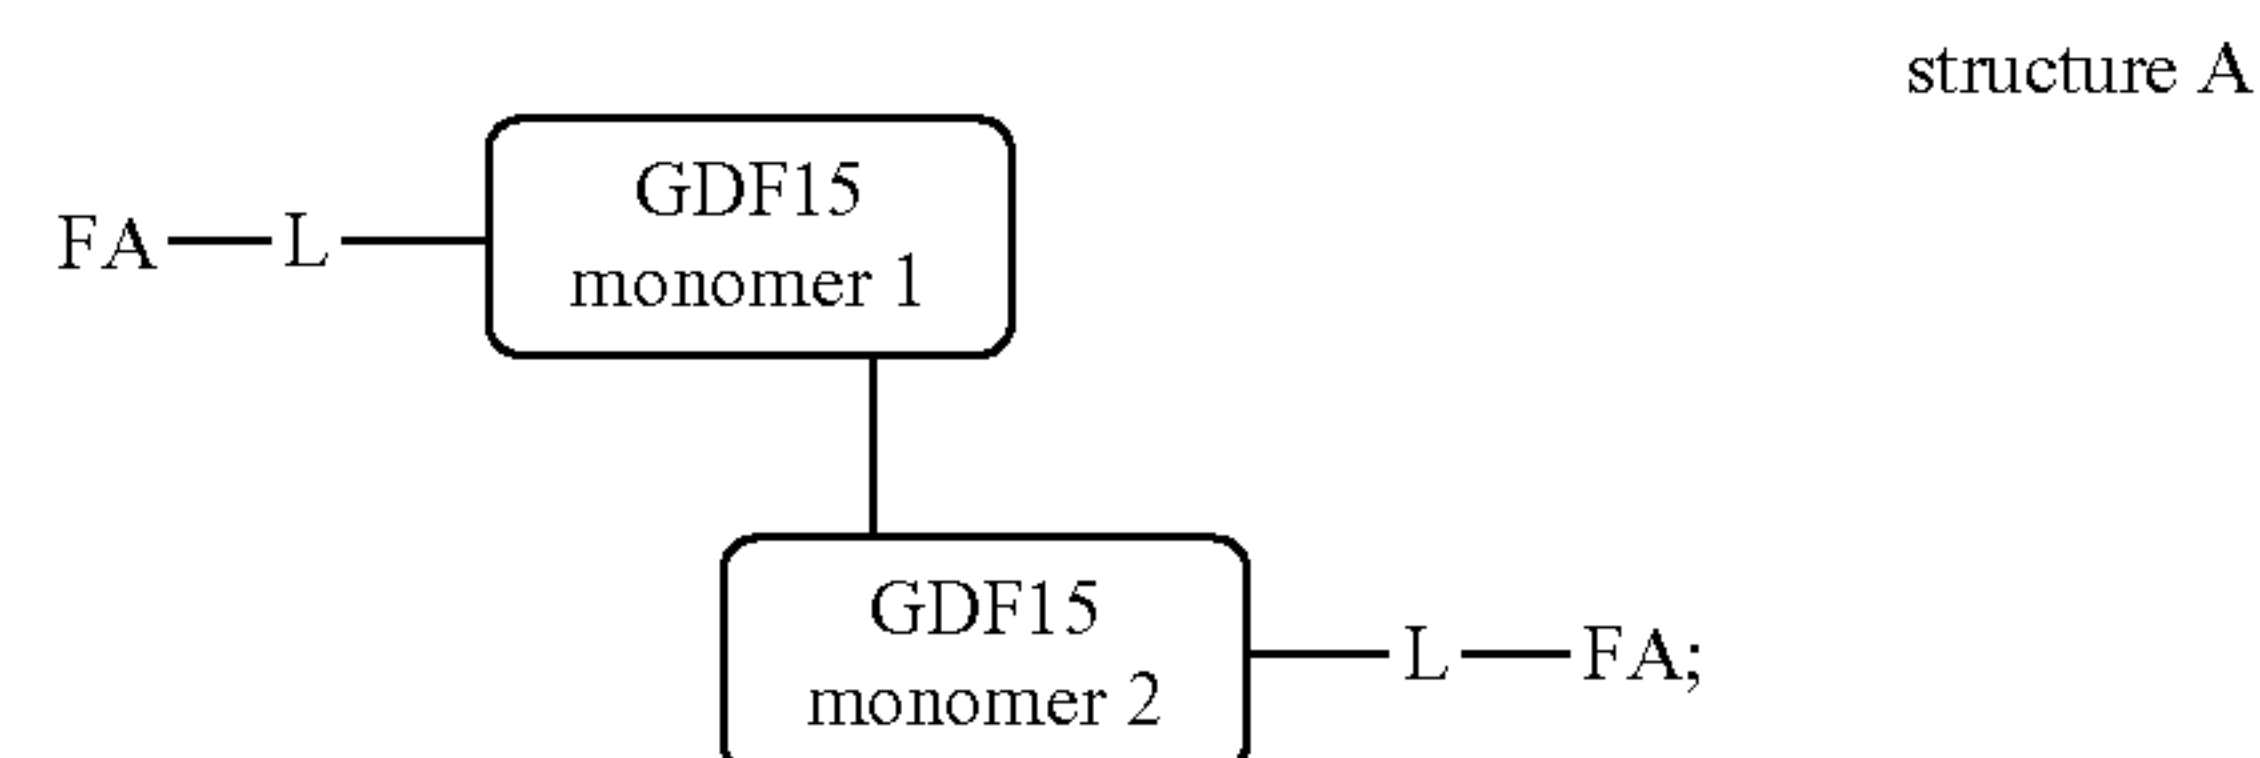 structure A
GDF15
FA — L
monomer 1
GDF15
L — FA;
monomer 2